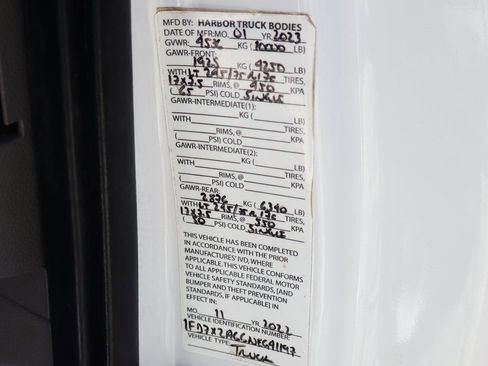 MFD BY: HARBOR TRUCK BODIES
DATE OF MFR: MO. 01 YR. 2023
GVWR: 4536 KG ( 10000 LB)
GAWR-FRONT:
1925 KG ( 4250 LB)
WITH LT 245/75R17E TIRES,
17X7.5 RIMS, @ 450 KPA
( 65 PSI) COLD SINGLE
GAWR-INTERMEDIATE(1):
KG ( LB)
WITH TIRES,
RIMS, @ KPA
( PSI) COLD
GAWR-INTERMEDIATE(2):
KG ( LB)
WITH TIRES,
RIMS, @ KPA
( PSI) COLD
GAWR-REAR:
2876 KG ( 6340 LB)
WITH LT 245/75R17E TIRES,
17X7.5 RIMS, @ 550 KPA
( 80 PSI) COLD SINGLE
THIS VEHICLE HAS BEEN COMPLETED
IN ACCORDANCE WITH THE PRIOR
MANUFACTURES' IVD, WHERE
APPLICABLE. THIS VEHICLE CONFORMS
TO ALL APPLICABLE FEDERAL MOTOR
VEHICLE SAFETY STANDARDS, [AND
BUMPER AND THEFT PREVENTION
STANDARDS, IF APPLICABLE] IN
EFFECT IN:
MO. 11 YR. 2022
VEHICLE IDENTIFICATION NUMBER:
VEHICLE TYPE:
TRUCK